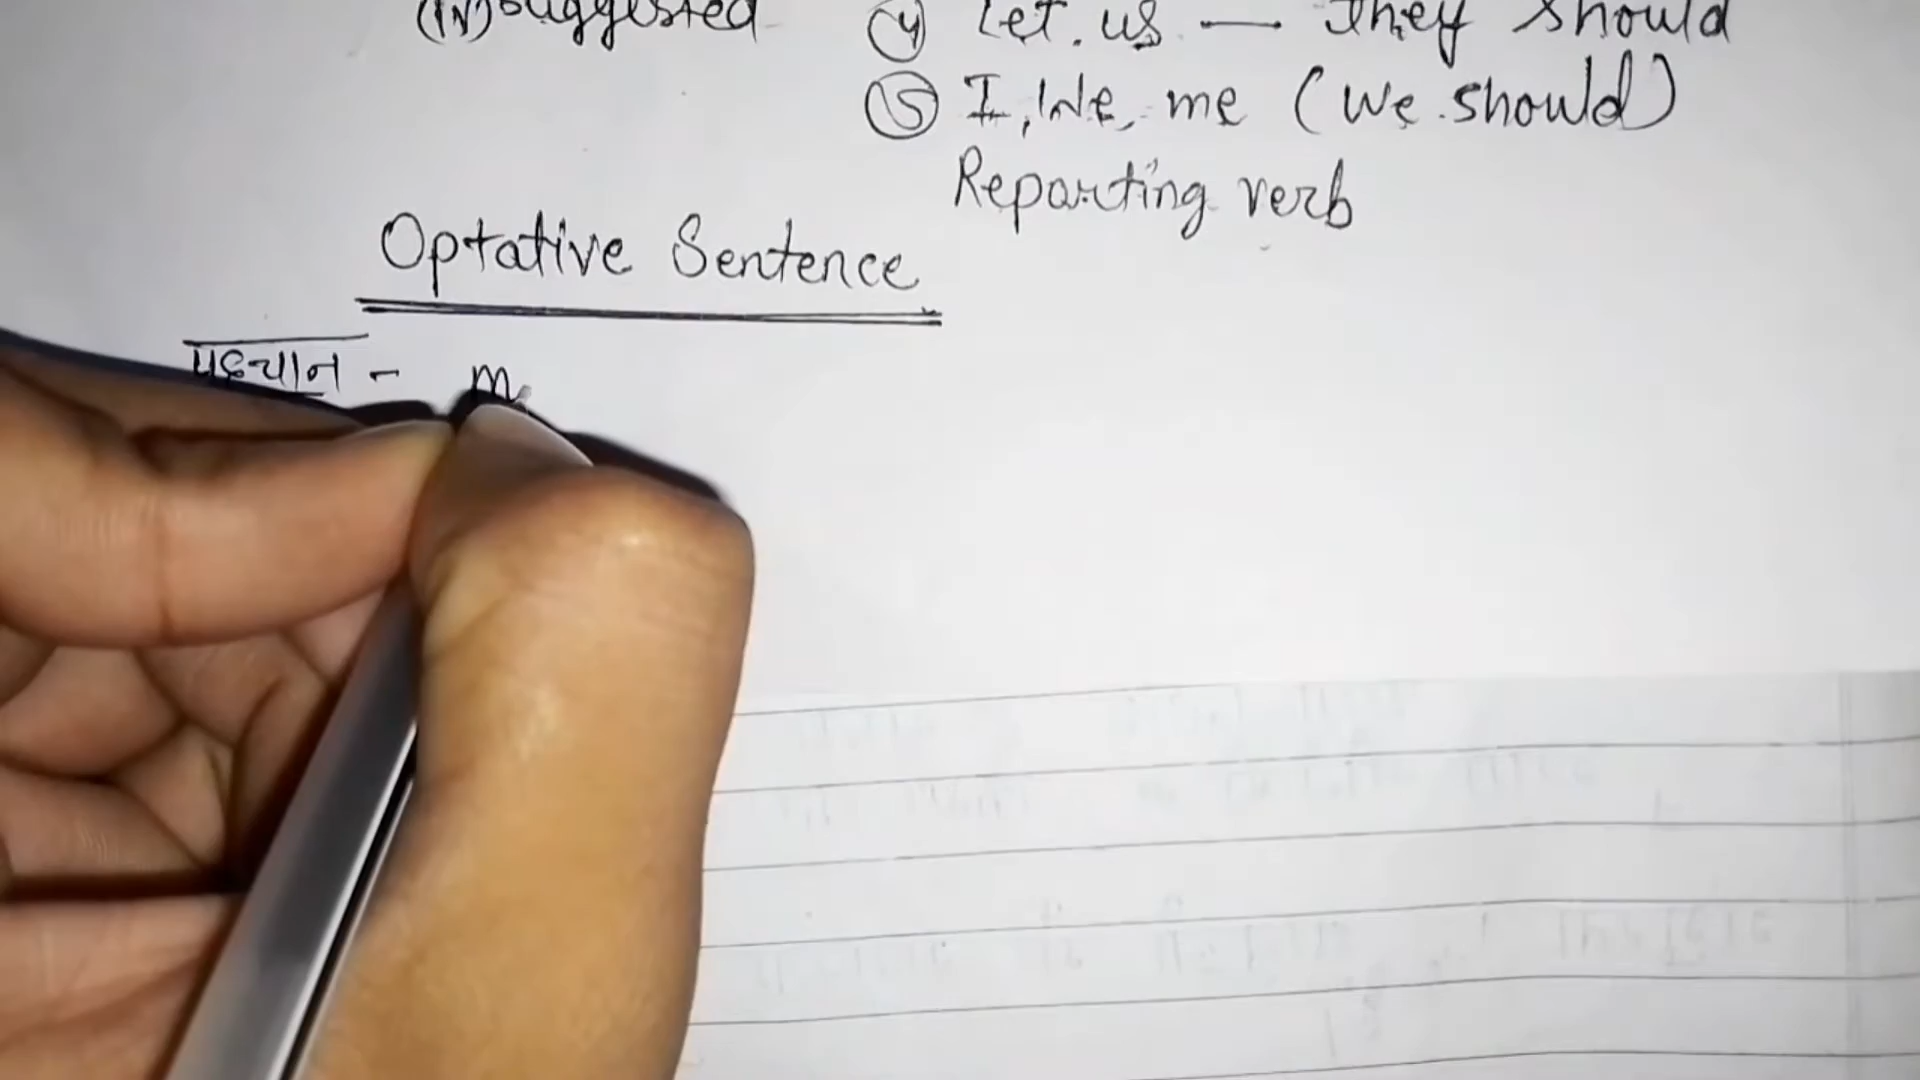 (iv) Suggested
④ Let. us — They should
⑤ I, We, me (We should)
Reporting verb
Optative Sentence
पहचान - m